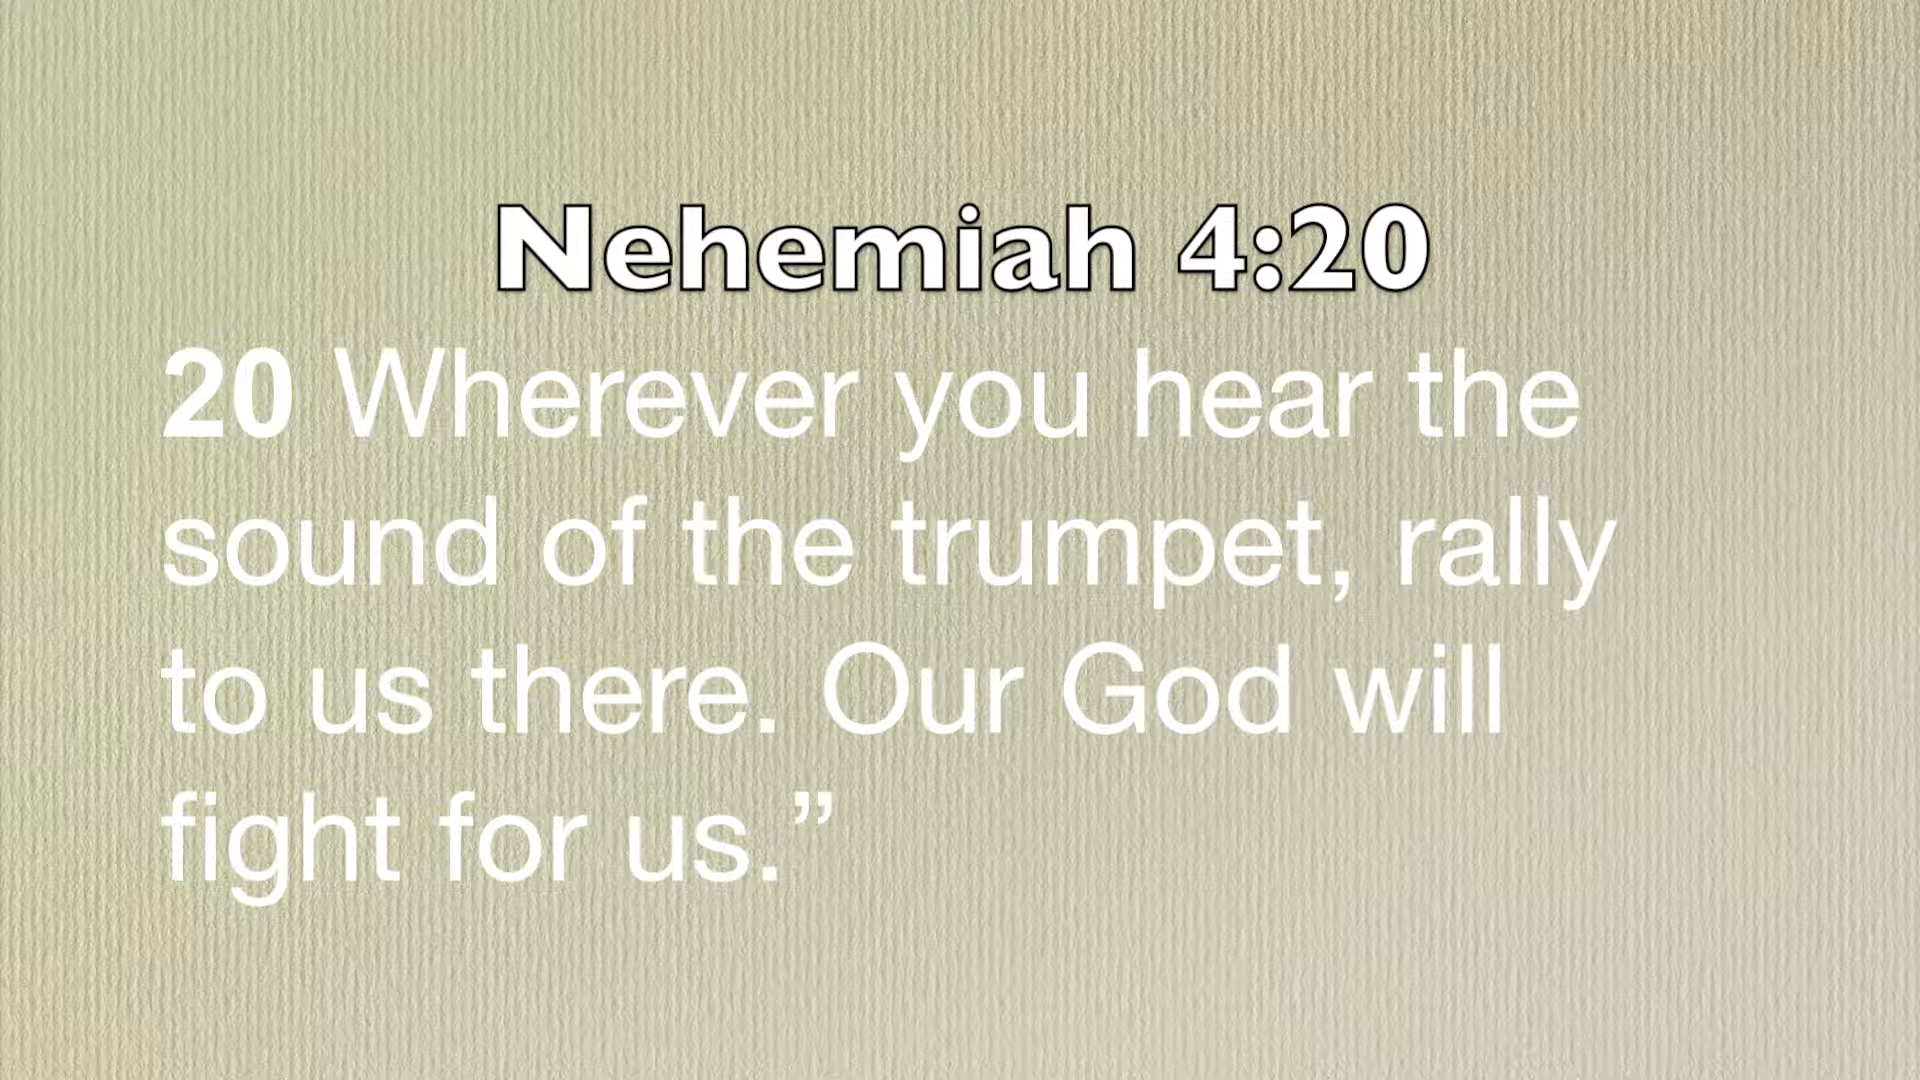 Nehemiah 4:20
20 Wherever you hear the
sound of the trumpet, rally
to us there. Our God will
fight for us.”